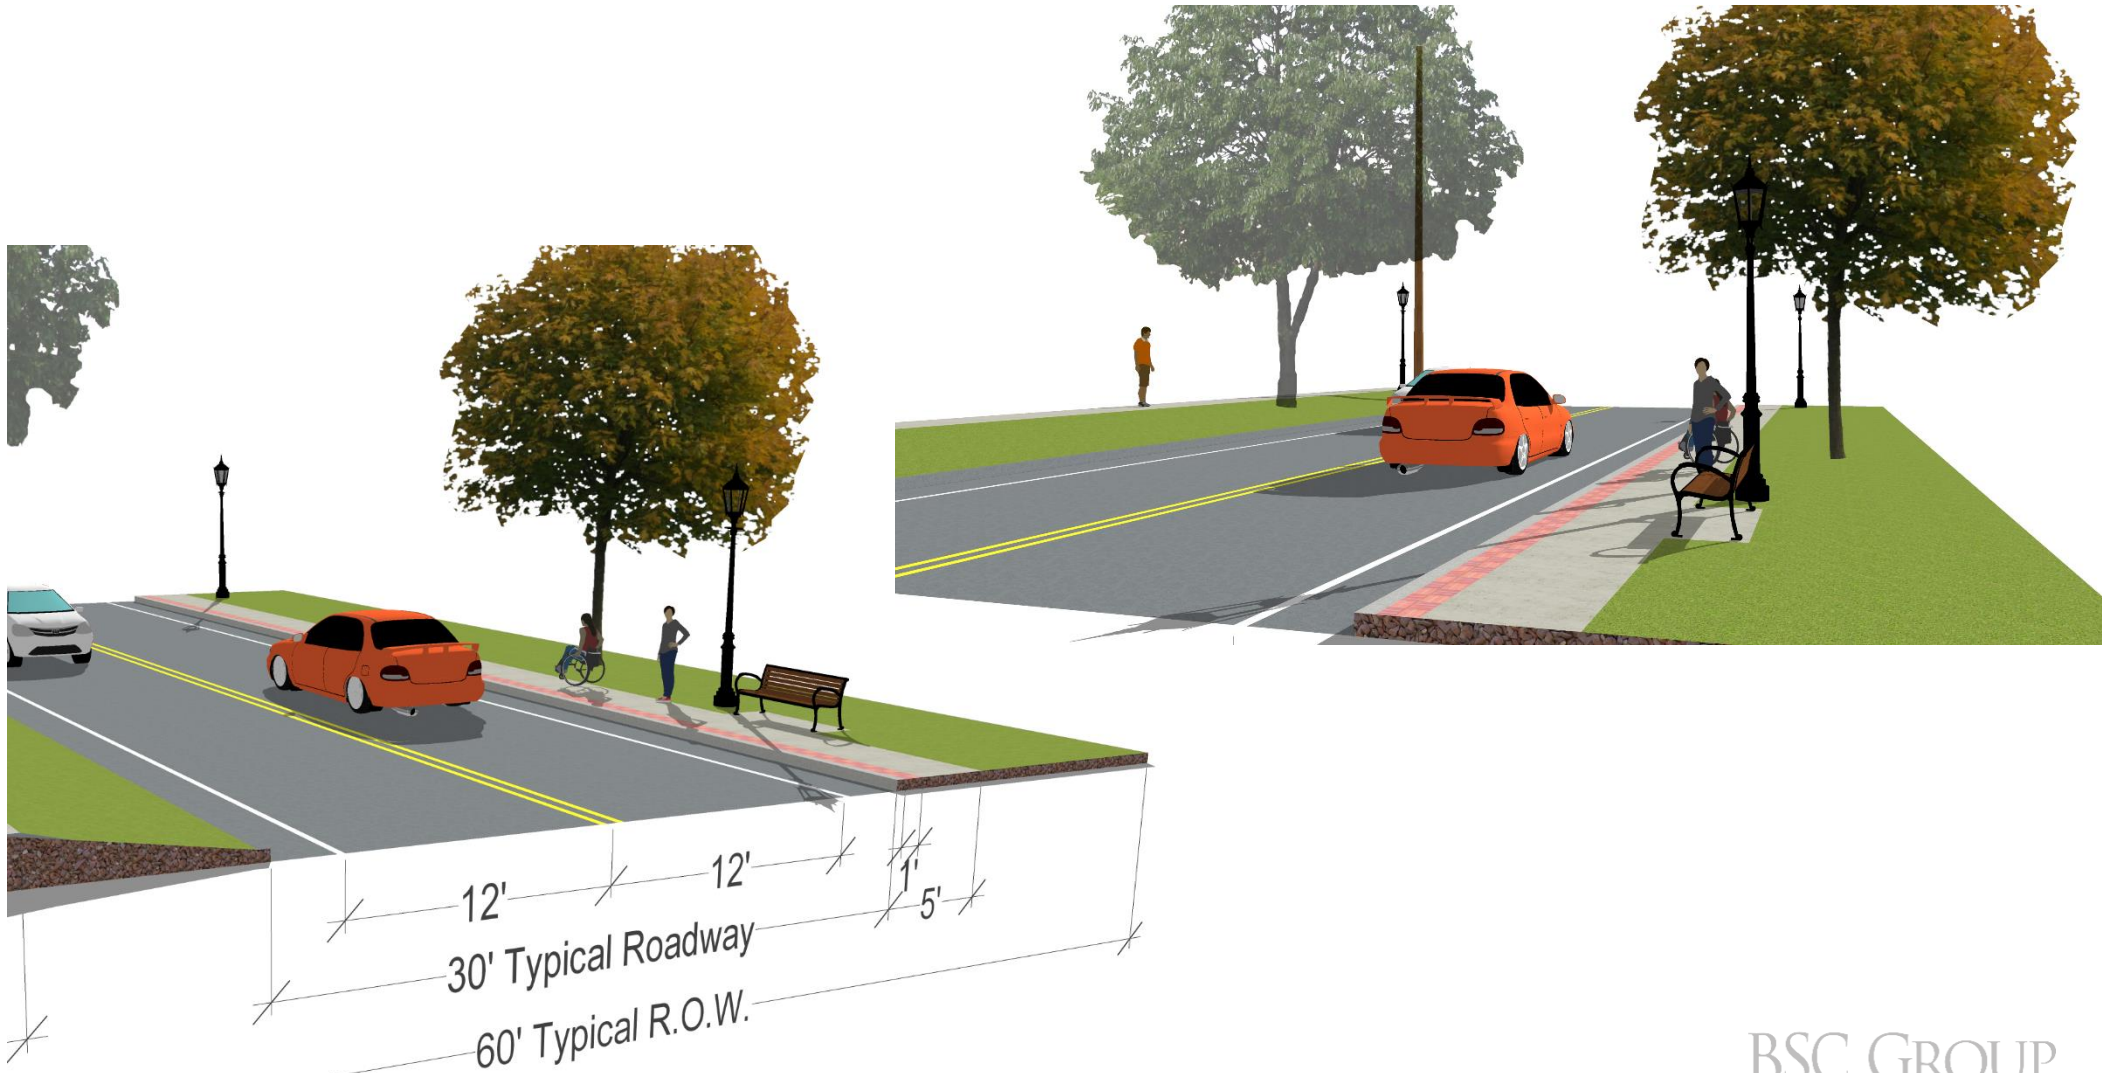 12'
12'
1'
5'
30' Typical Roadway
60' Typical R.O.W.
BSC GROUP